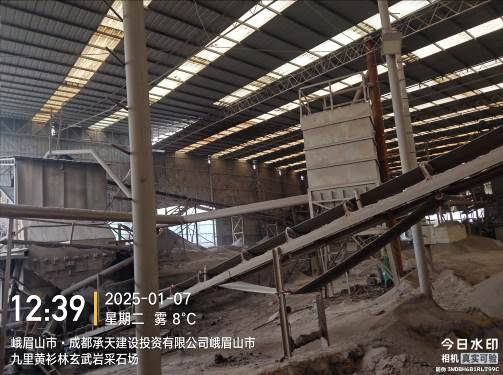 12:39
2025-01-07
星期二 雾 8°C
峨眉山市·成都承天建设投资有限公司峨眉山市
九里黄杉林玄武岩采石场
今日水印
相机 真实可验